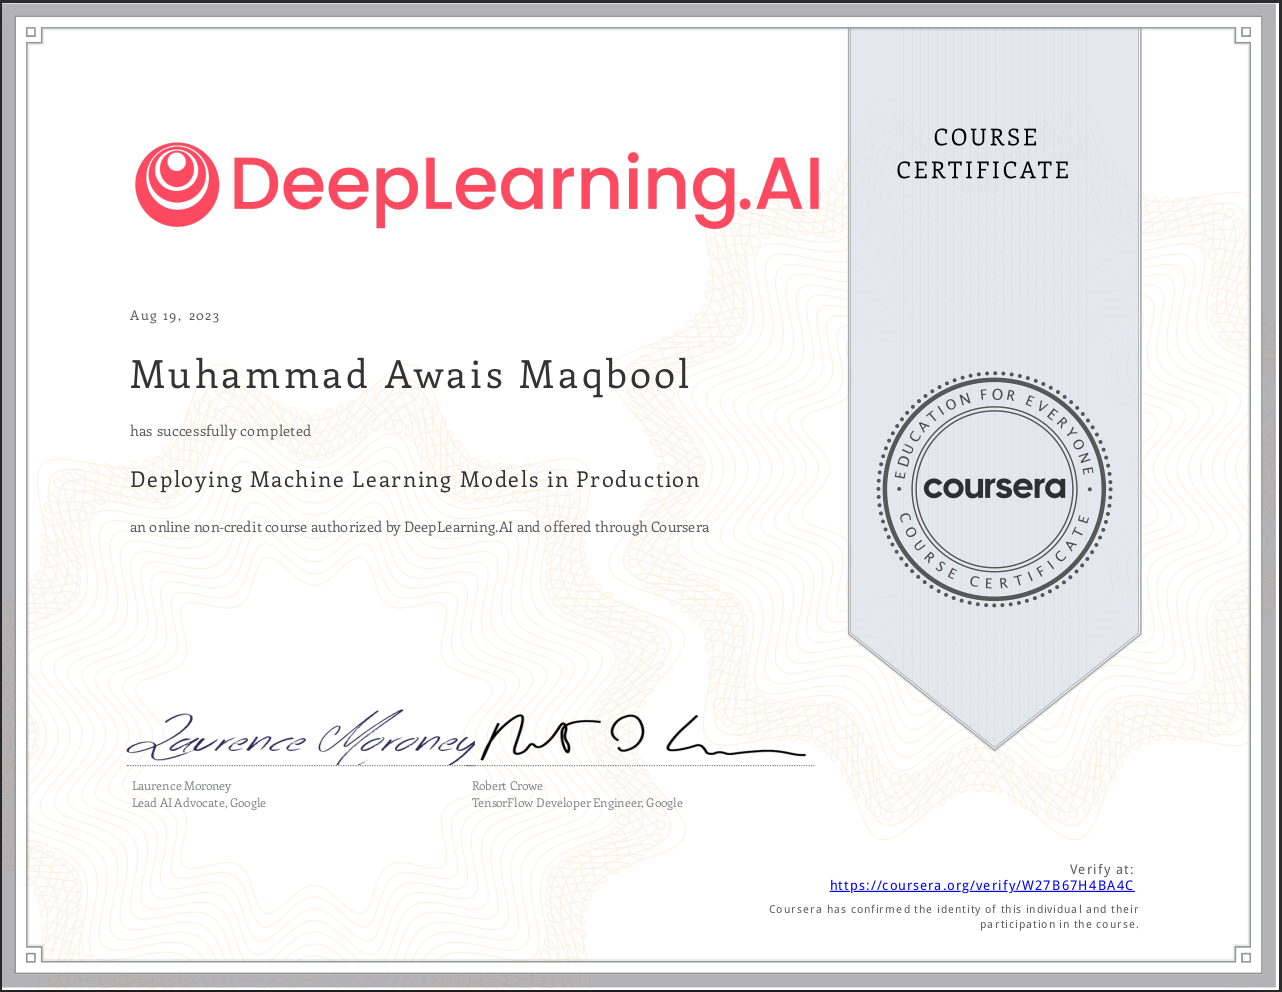 DeepLearning.AI
COURSE
CERTIFICATE
Aug 19, 2023
Muhammad Awais Maqbool
has successfully completed
Deploying Machine Learning Models in Production
an online non-credit course authorized by DeepLearning.AI and offered through Coursera
EDUCATION FOR EVERYONE
coursera
COURSE CERTIFICATE
Laurence Moroney
Laurence Moroney
Lead AI Advocate, Google
Robert Crowe
TensorFlow Developer Engineer, Google
Verify at:
https://coursera.org/verify/W27B67H4BA4C
Coursera has confirmed the identity of this individual and their
participation in the course.